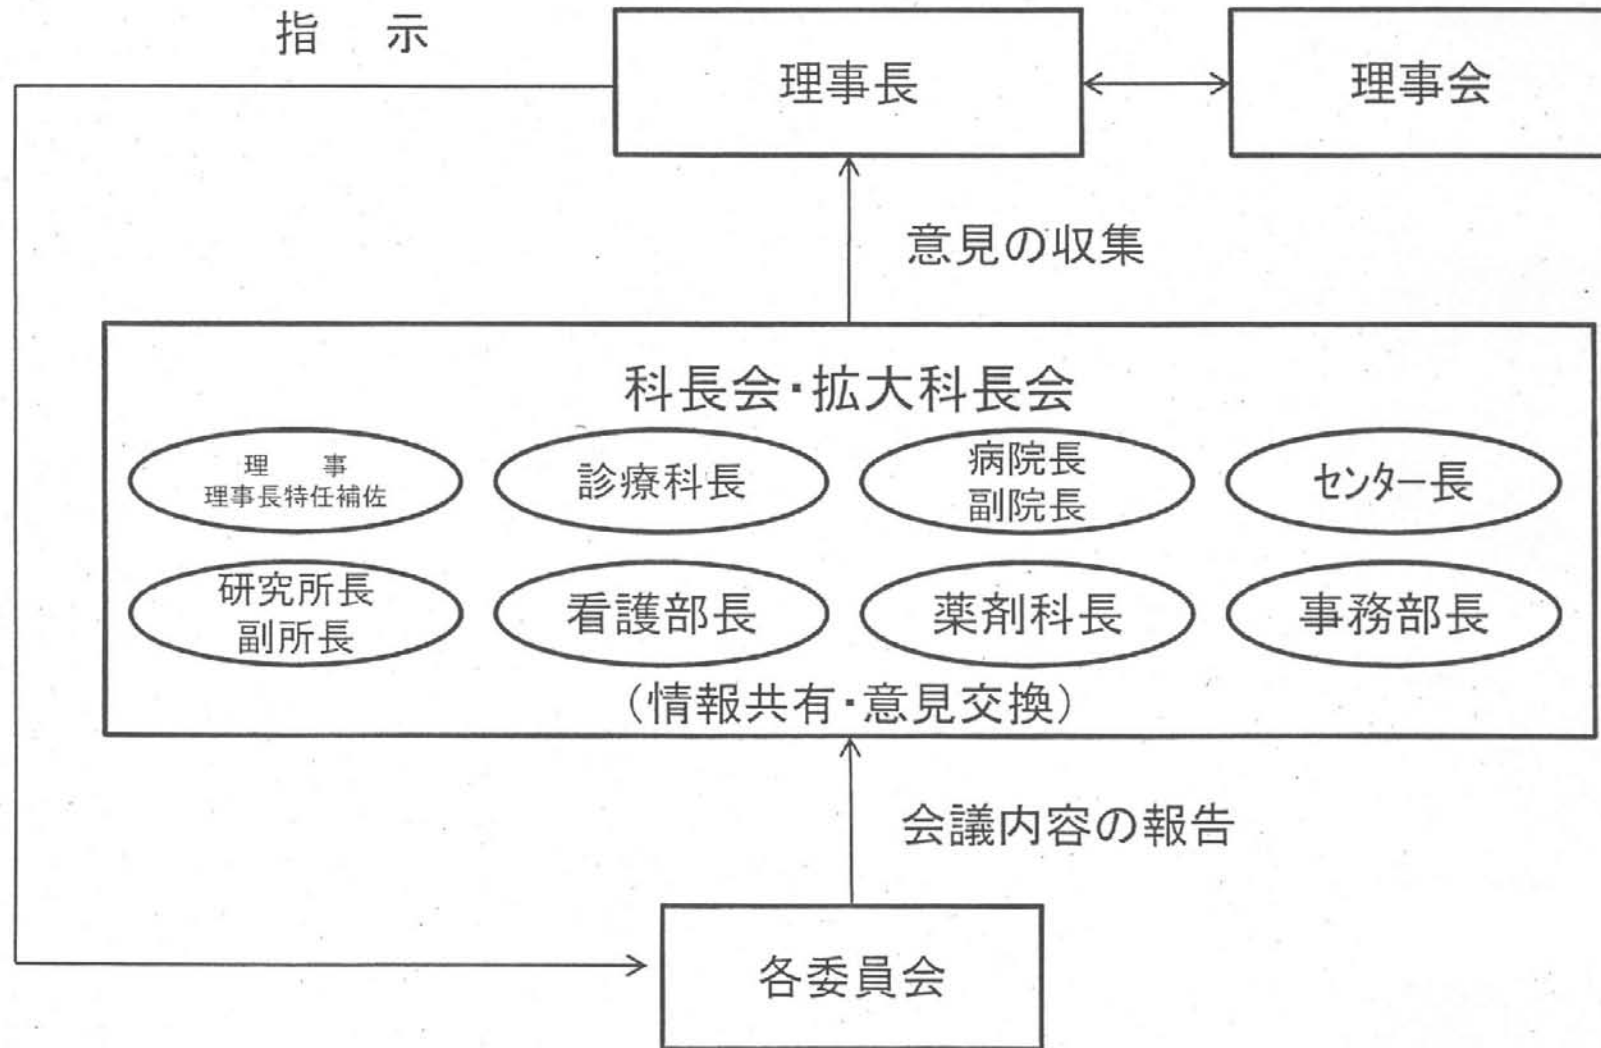 指 示
理事長
理事会
意見の収集
科長会・拡大科長会
理 事
理事長特任補佐
診療科長
病院長
副院長
センター長
研究所長
副所長
看護部長
薬剤科長
事務部長
（情報共有・意見交換）
会議内容の報告
各委員会